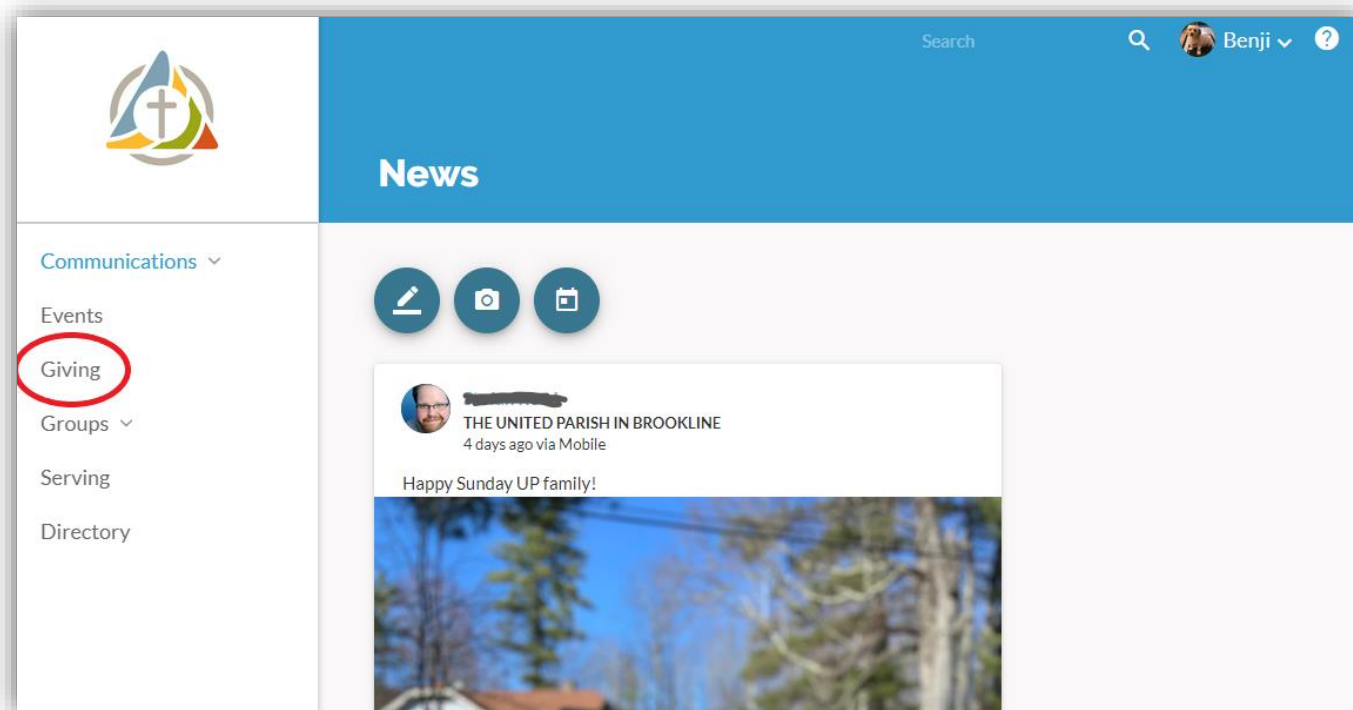 Search
Benji
News
Communications
Events
Giving
Groups
Serving
Directory
THE UNITED PARISH IN BROOKLINE
4 days ago via Mobile
Happy Sunday UP family!